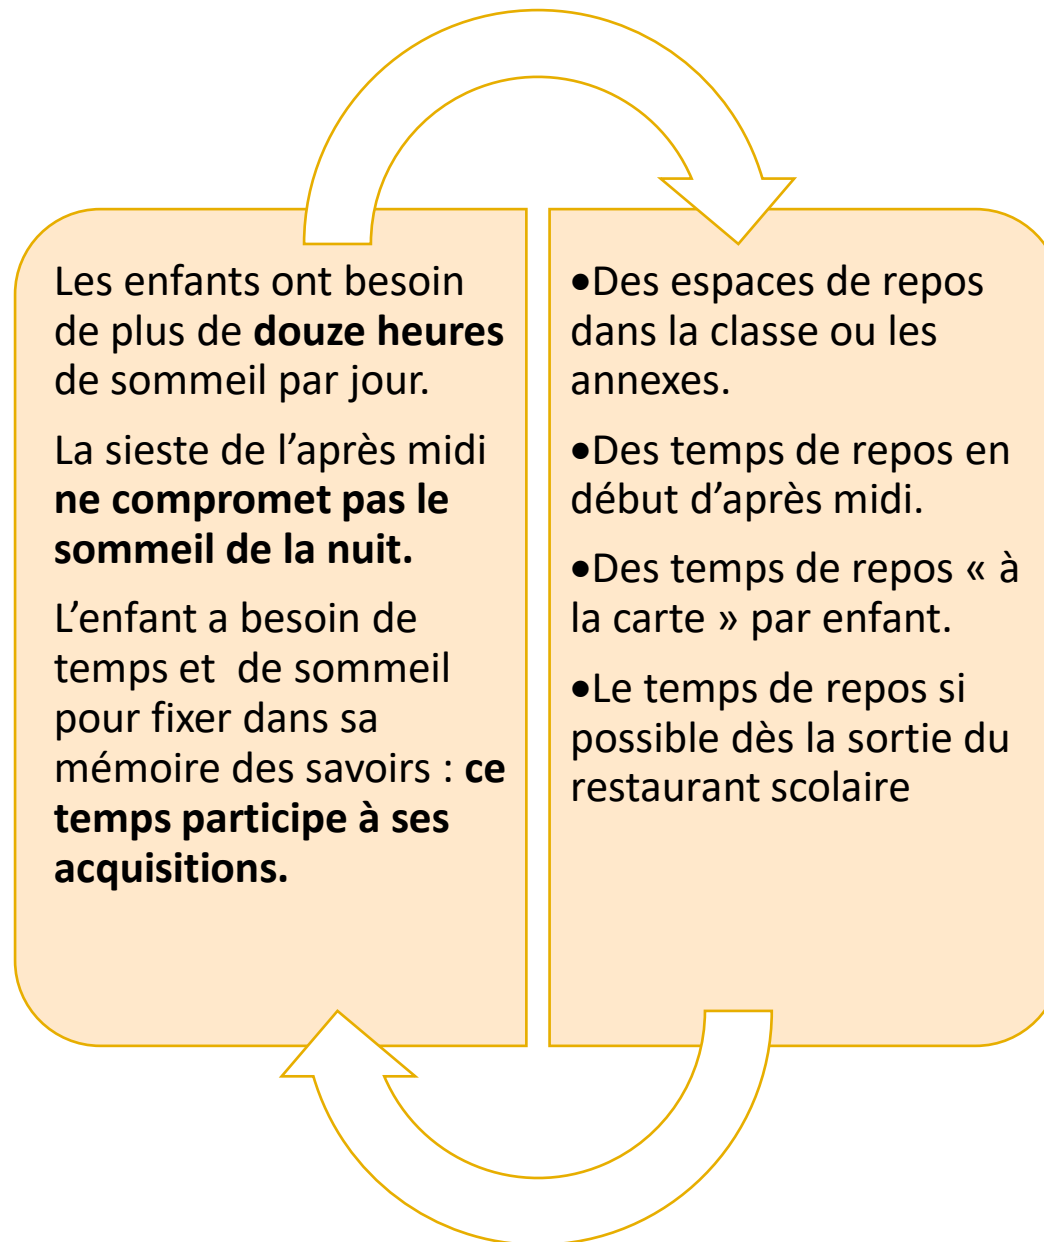 Les enfants ont besoin
de plus de douze heures
de sommeil par jour.
La sieste de l’après midi
ne compromet pas le
sommeil de la nuit.
L’enfant a besoin de
temps et  de sommeil
pour fixer dans sa
mémoire des savoirs : ce
temps participe à ses
acquisitions.
•Des espaces de repos
dans la classe ou les
annexes.
•Des temps de repos en
début d’après midi.
•Des temps de repos « à
la carte » par enfant.
•Le temps de repos si
possible dès la sortie du
restaurant scolaire